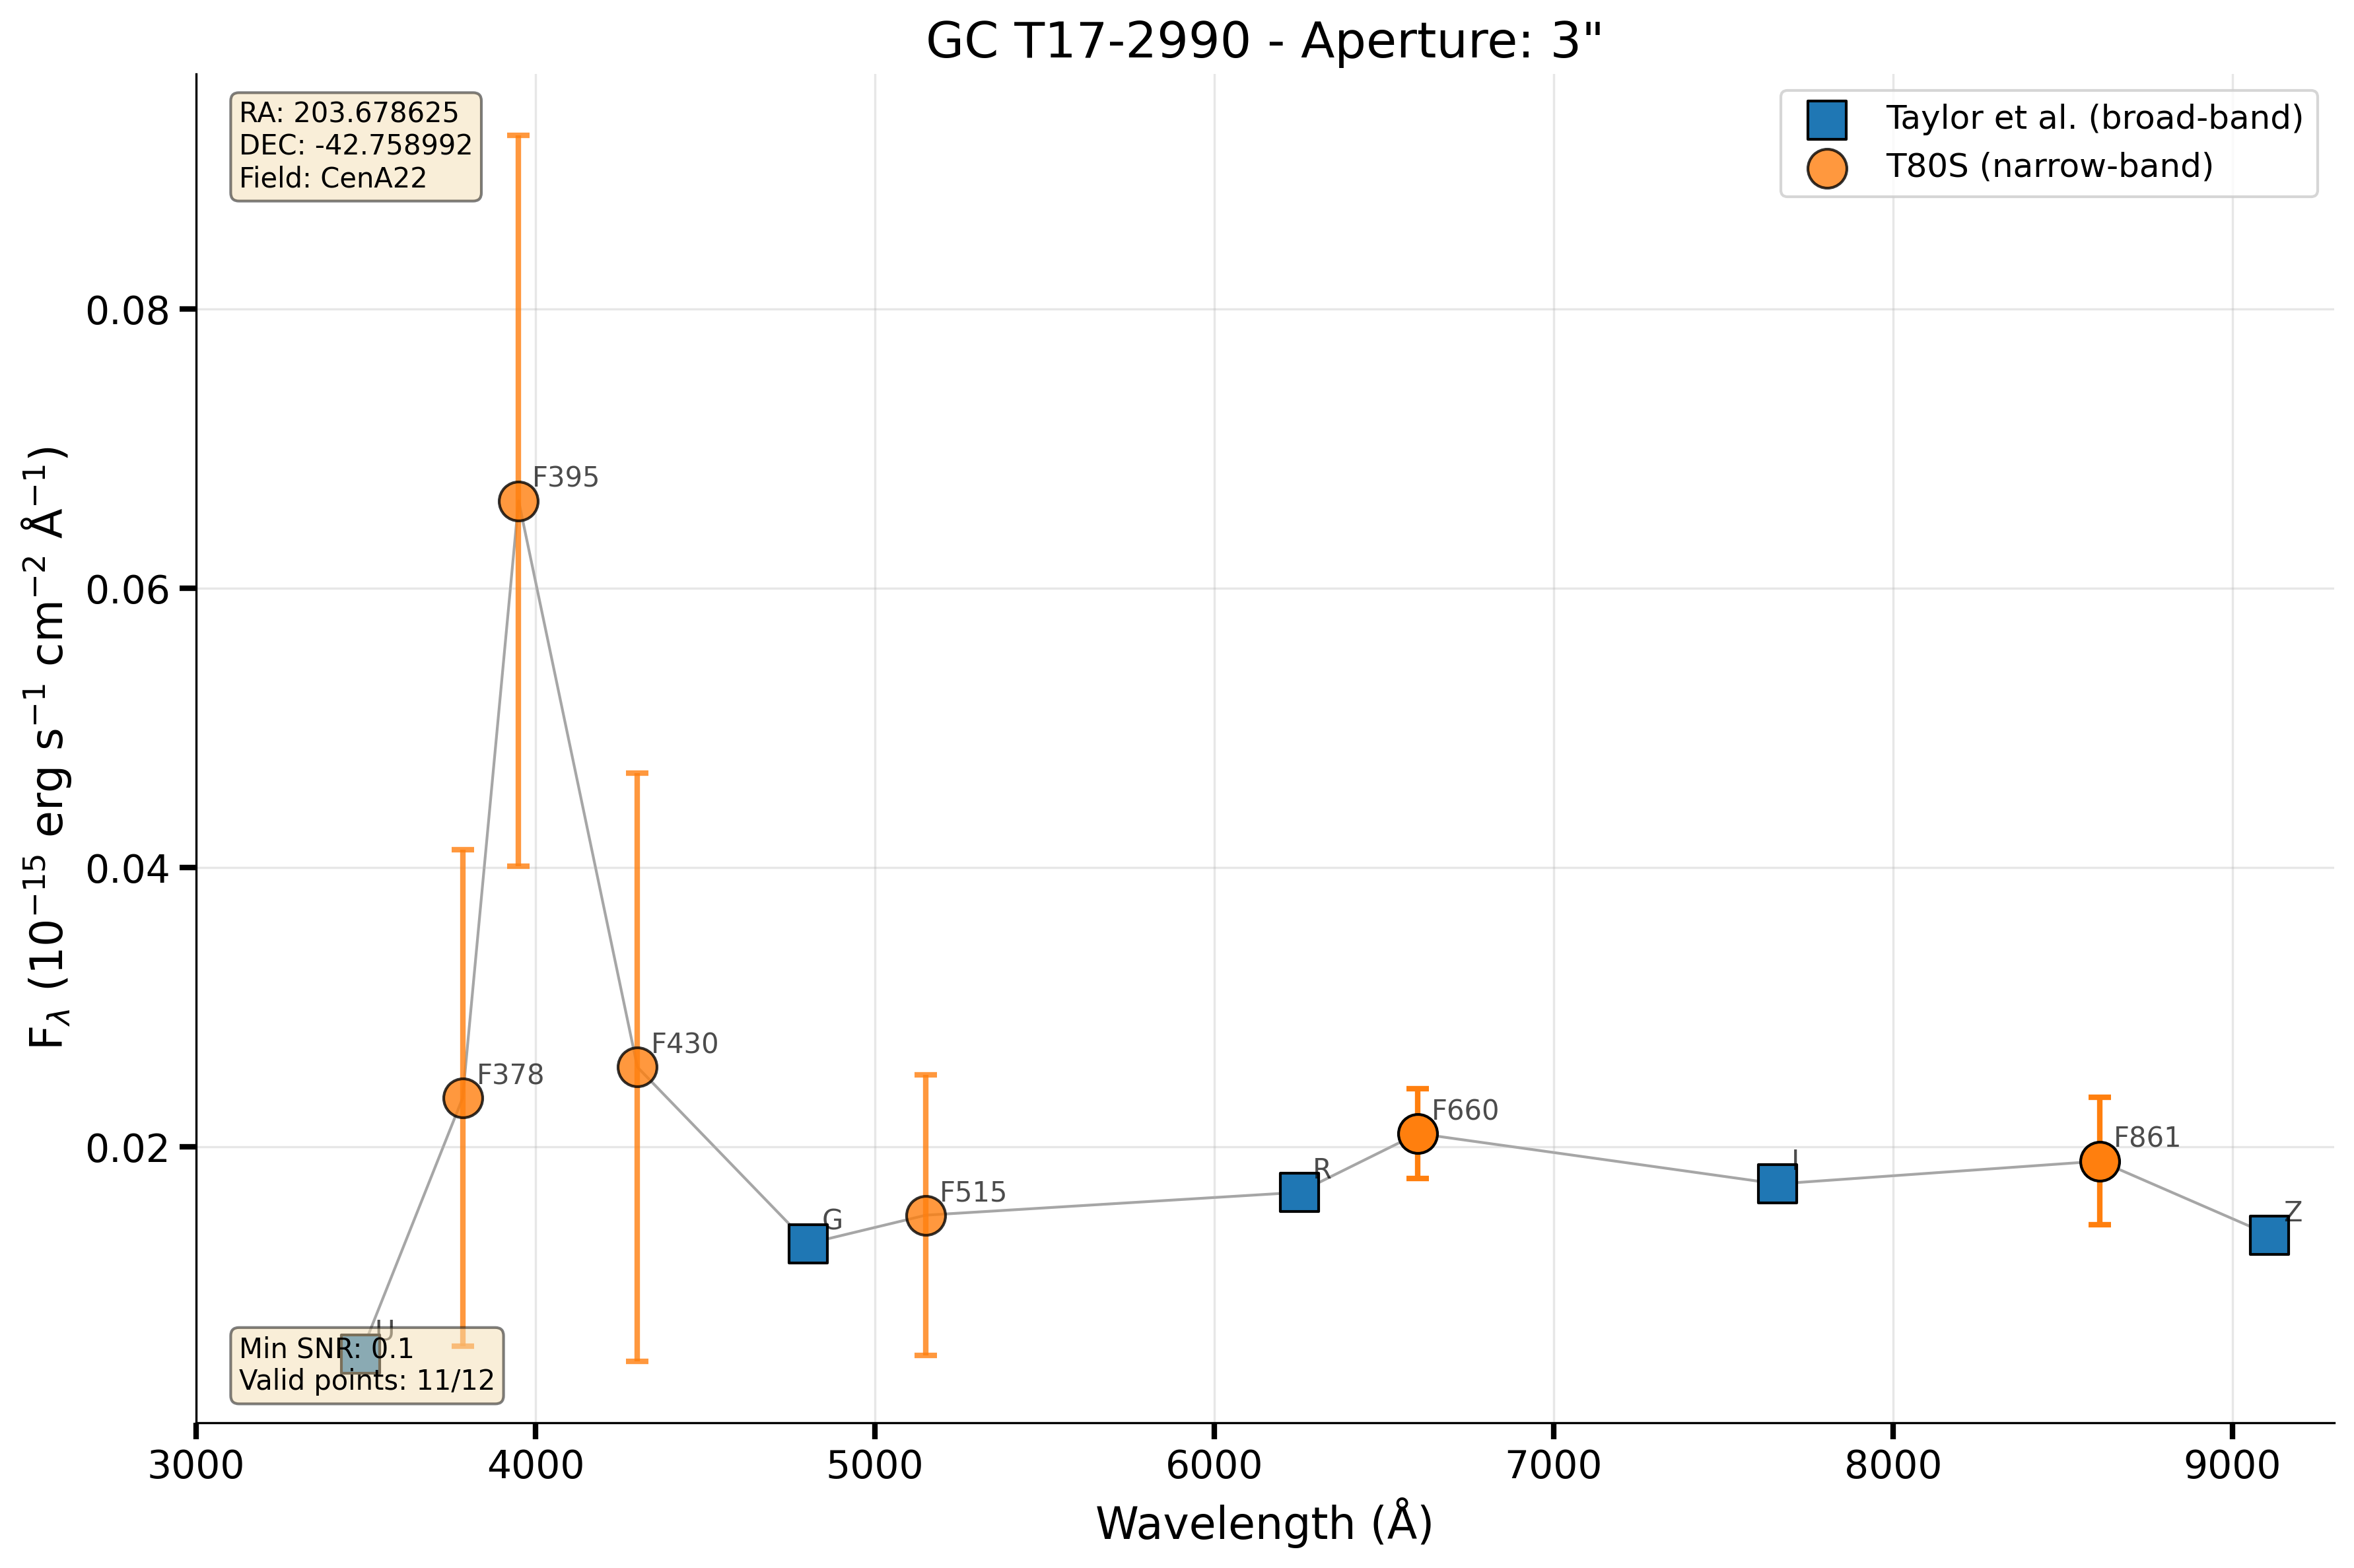 GC T17-2990 - Aperture: 3"
RA: 203.678625
DEC: -42.758992
Field: CenA22
Taylor et al. (broad-band)
T80S (narrow-band)
0.08
0.06
0.04
0.02
F_λ (10⁻¹⁵ erg s⁻¹ cm⁻² Å⁻¹)
F395
F430
F378
F660
F861
R
I
F515
G
Z
U
Min SNR: 0.1
Valid points: 11/12
3000 4000 5000 6000 7000 8000 9000
Wavelength (Å)